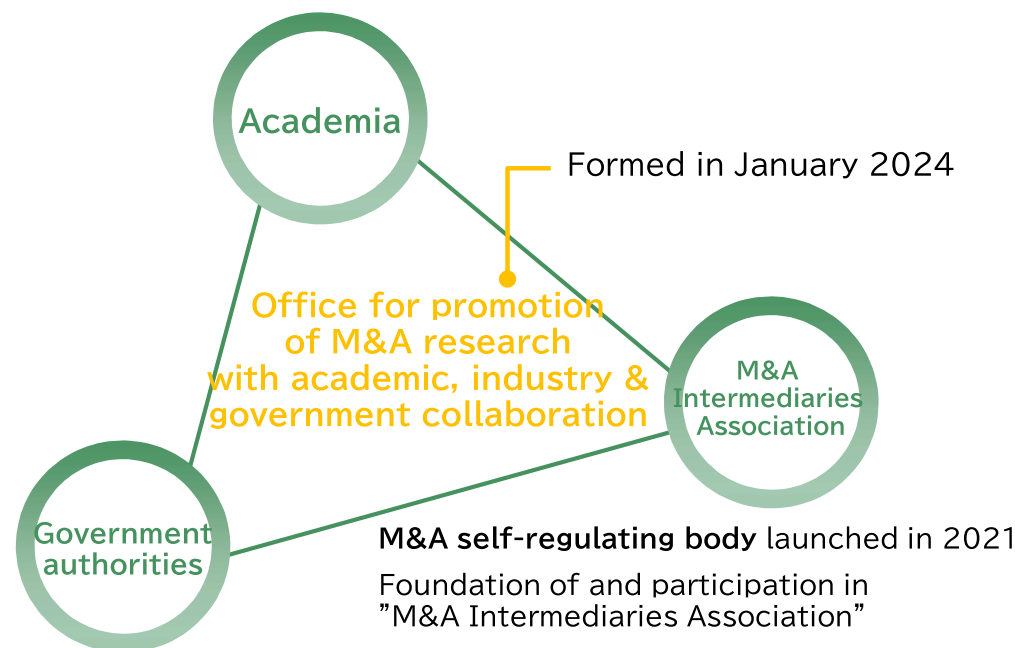 Academia
Formed in January 2024
Office for promotion
of M&A research
with academic, industry &
government collaboration
M&A
Intermediaries
Association
Government
authorities
M&A self-regulating body launched in 2021
Foundation of and participation in
”M&A Intermediaries Association”